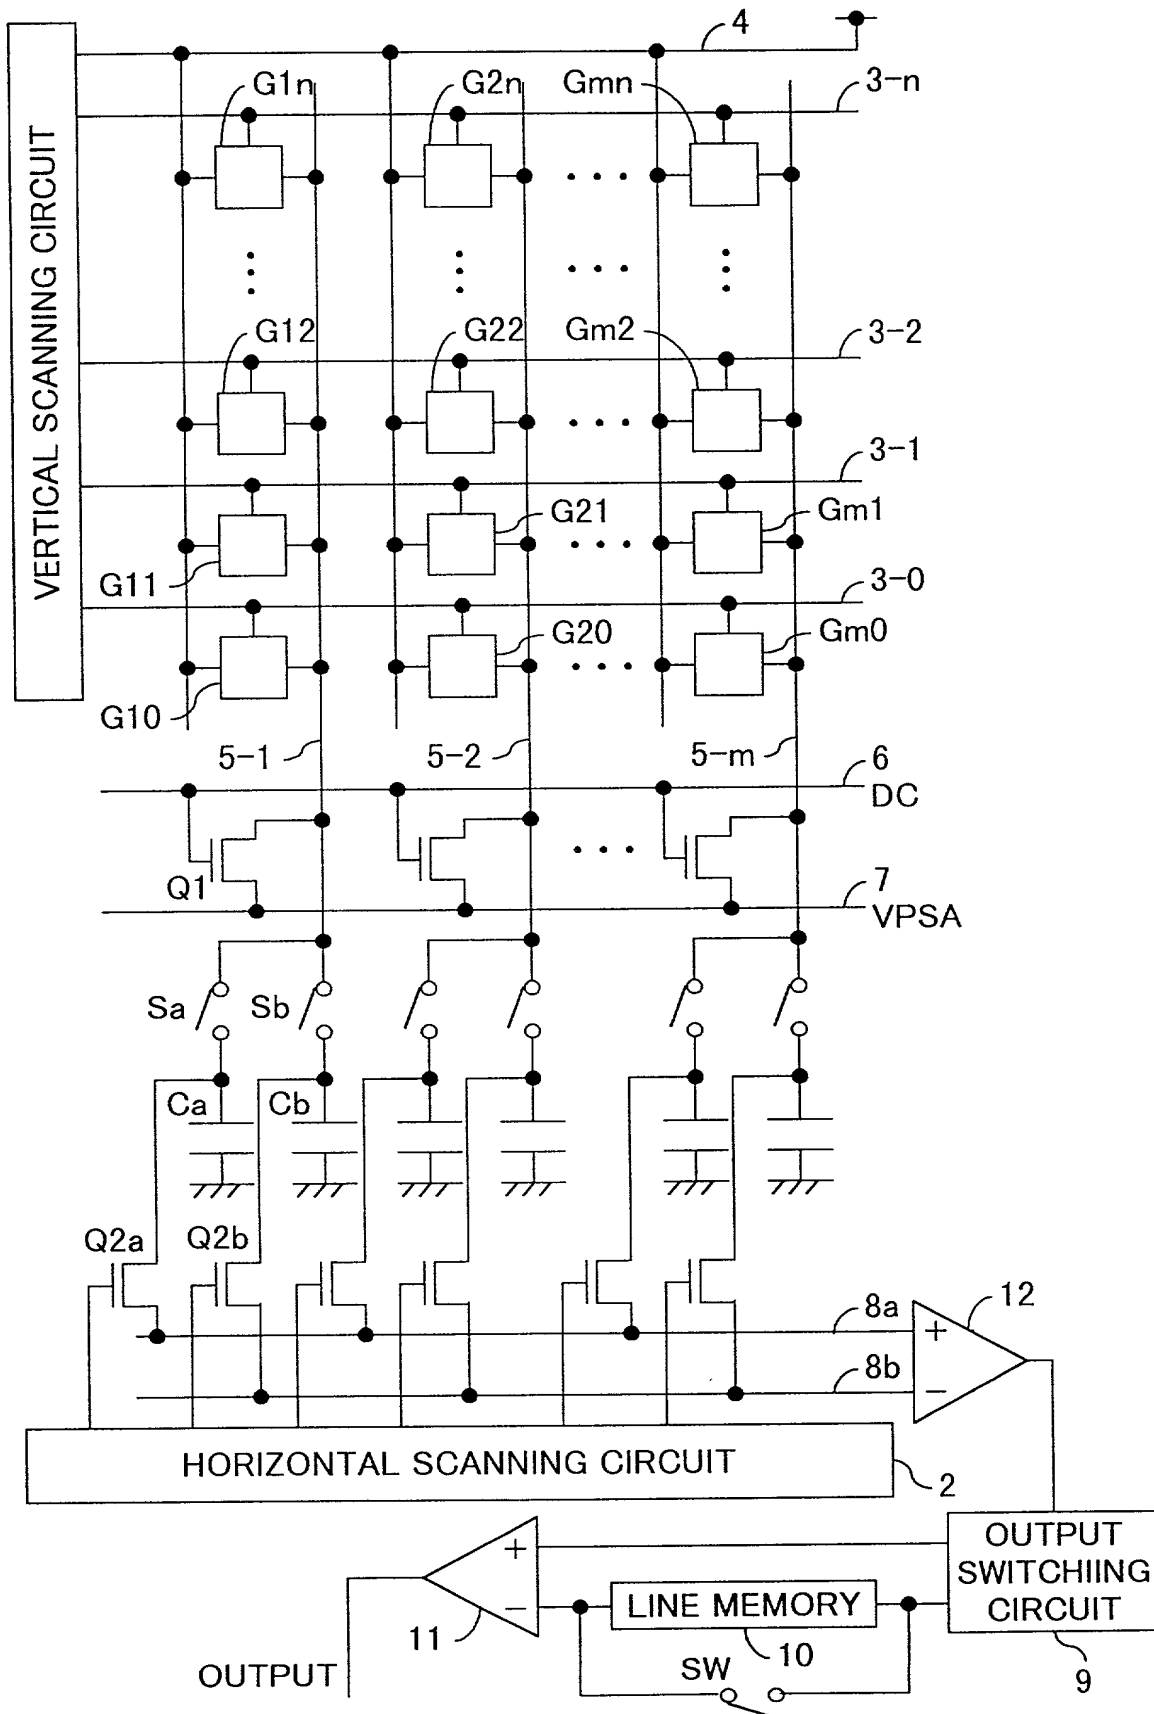 4
G1n
G2n
Gmn
3-n
VERTICAL SCANNING CIRCUIT
G12
G22
Gm2
3-2
3-1
G21
Gm1
G11
3-0
G20
Gm0
G10
5-1
5-2
5-m
6
DC
Q1
7
VPSA
Sa
Sb
Ca
Cb
Q2a
Q2b
8a
12
+
8b
−
HORIZONTAL SCANNING CIRCUIT
2
+
OUTPUT
SWITCHIING
CIRCUIT
−
LINE MEMORY
11
10
9
SW
OUTPUT